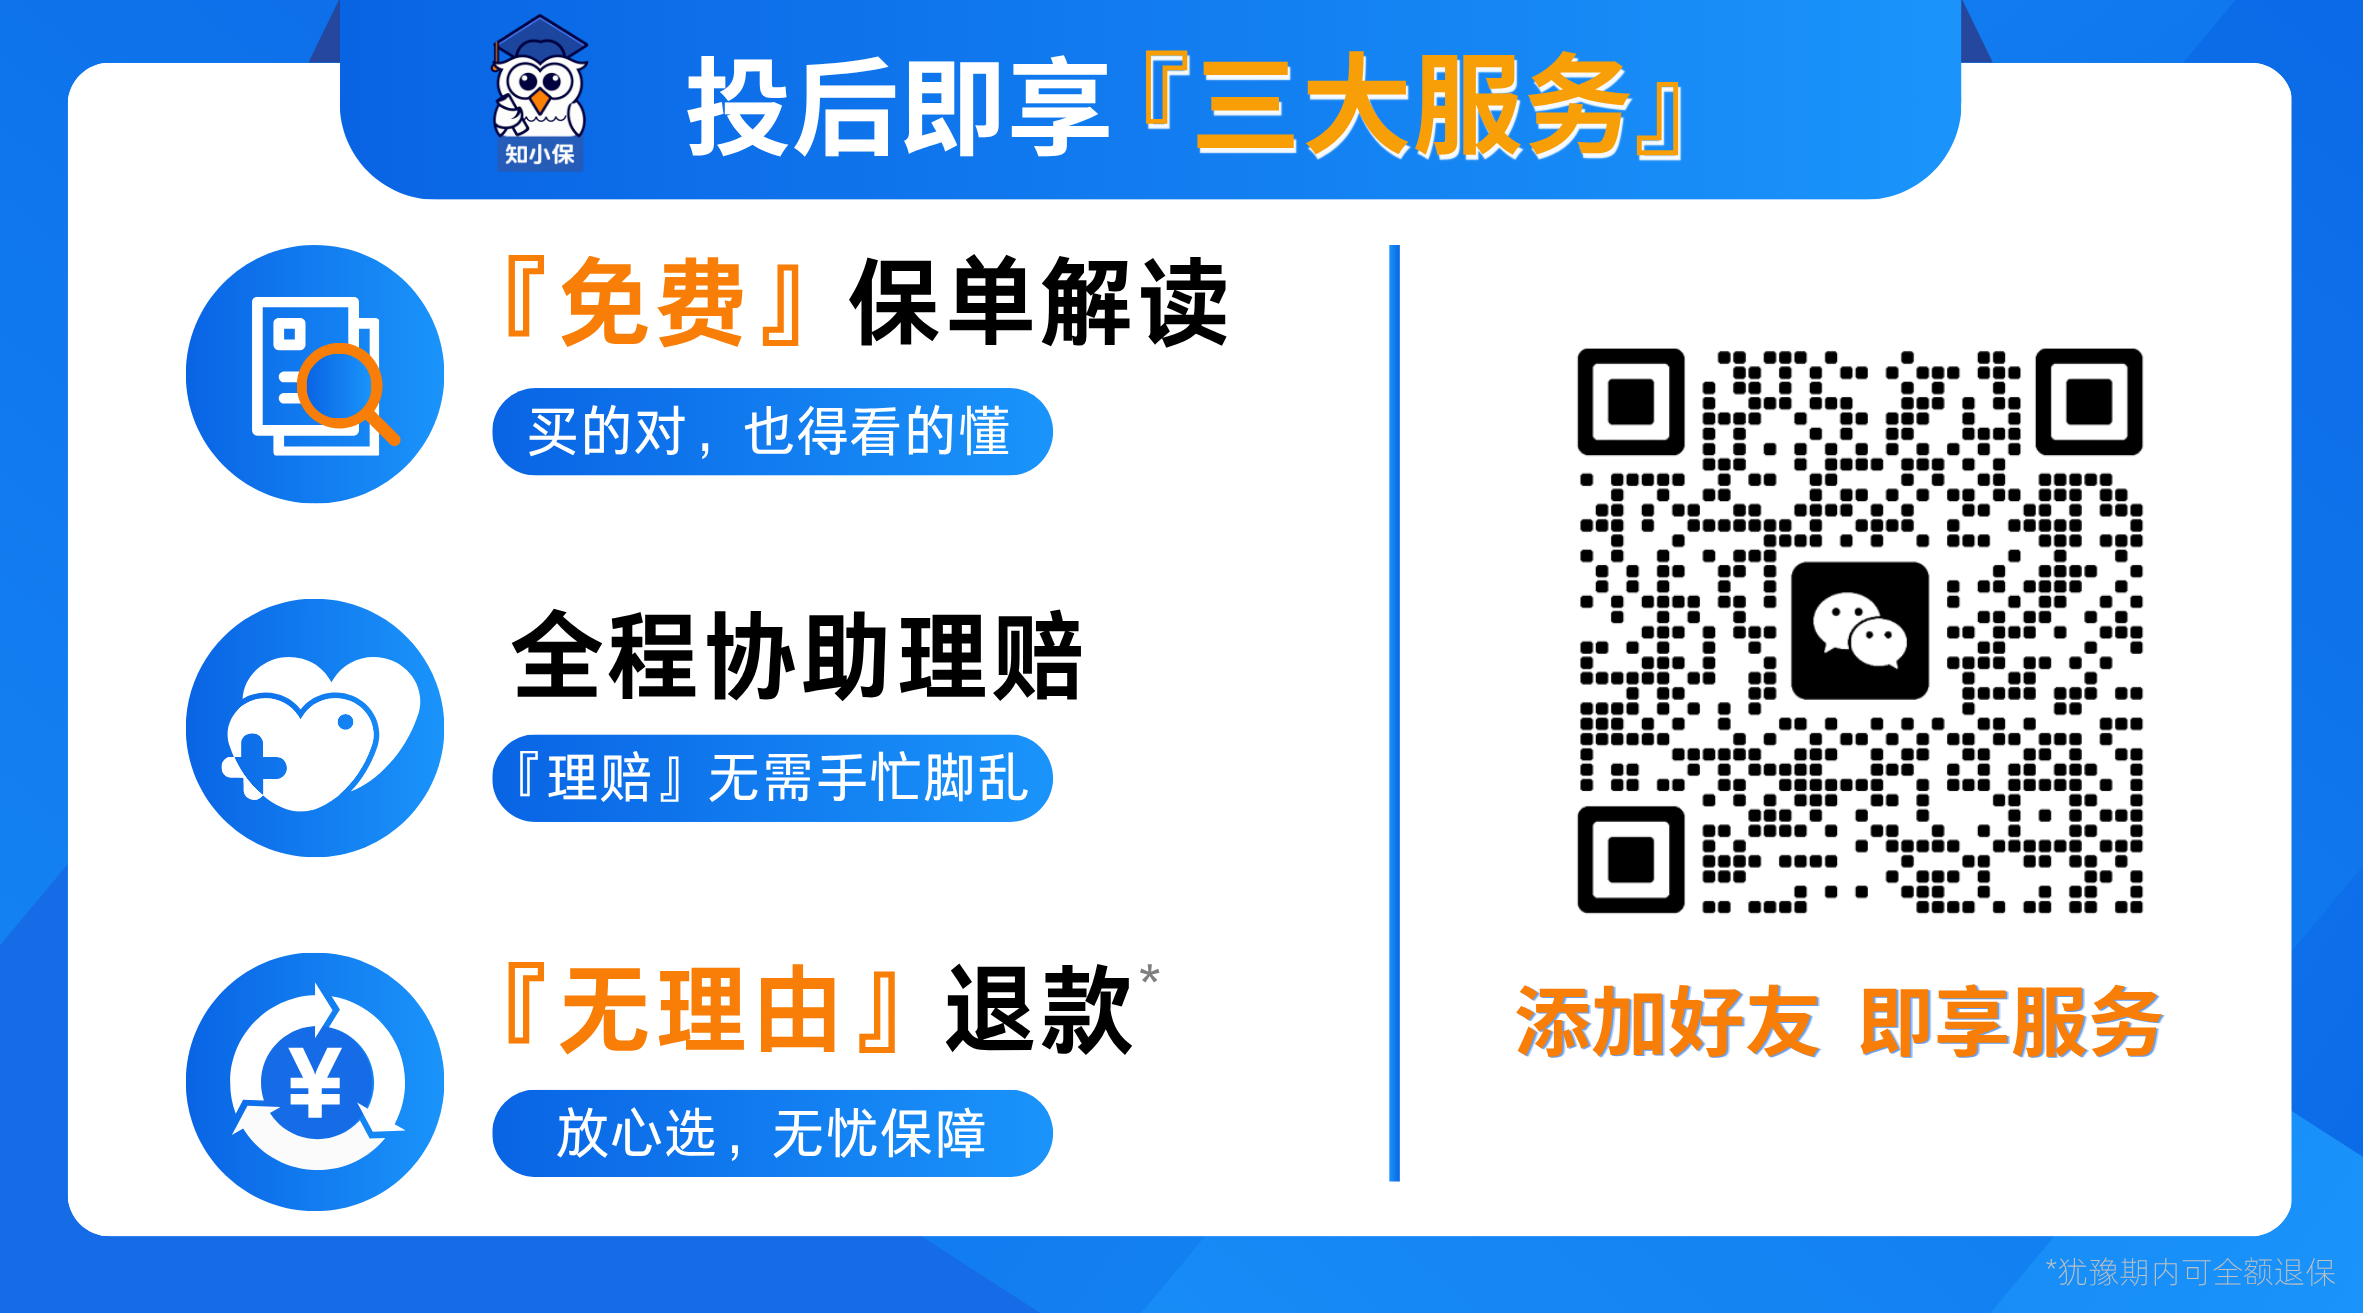 知小保
投后即享『三大服务』
『免费』保单解读
买的对，也得看的懂
全程协助理赔
『理赔』无需手忙脚乱
『无理由』退款*
¥
放心选，无忧保障
添加好友 即享服务
*犹豫期内可全额退保